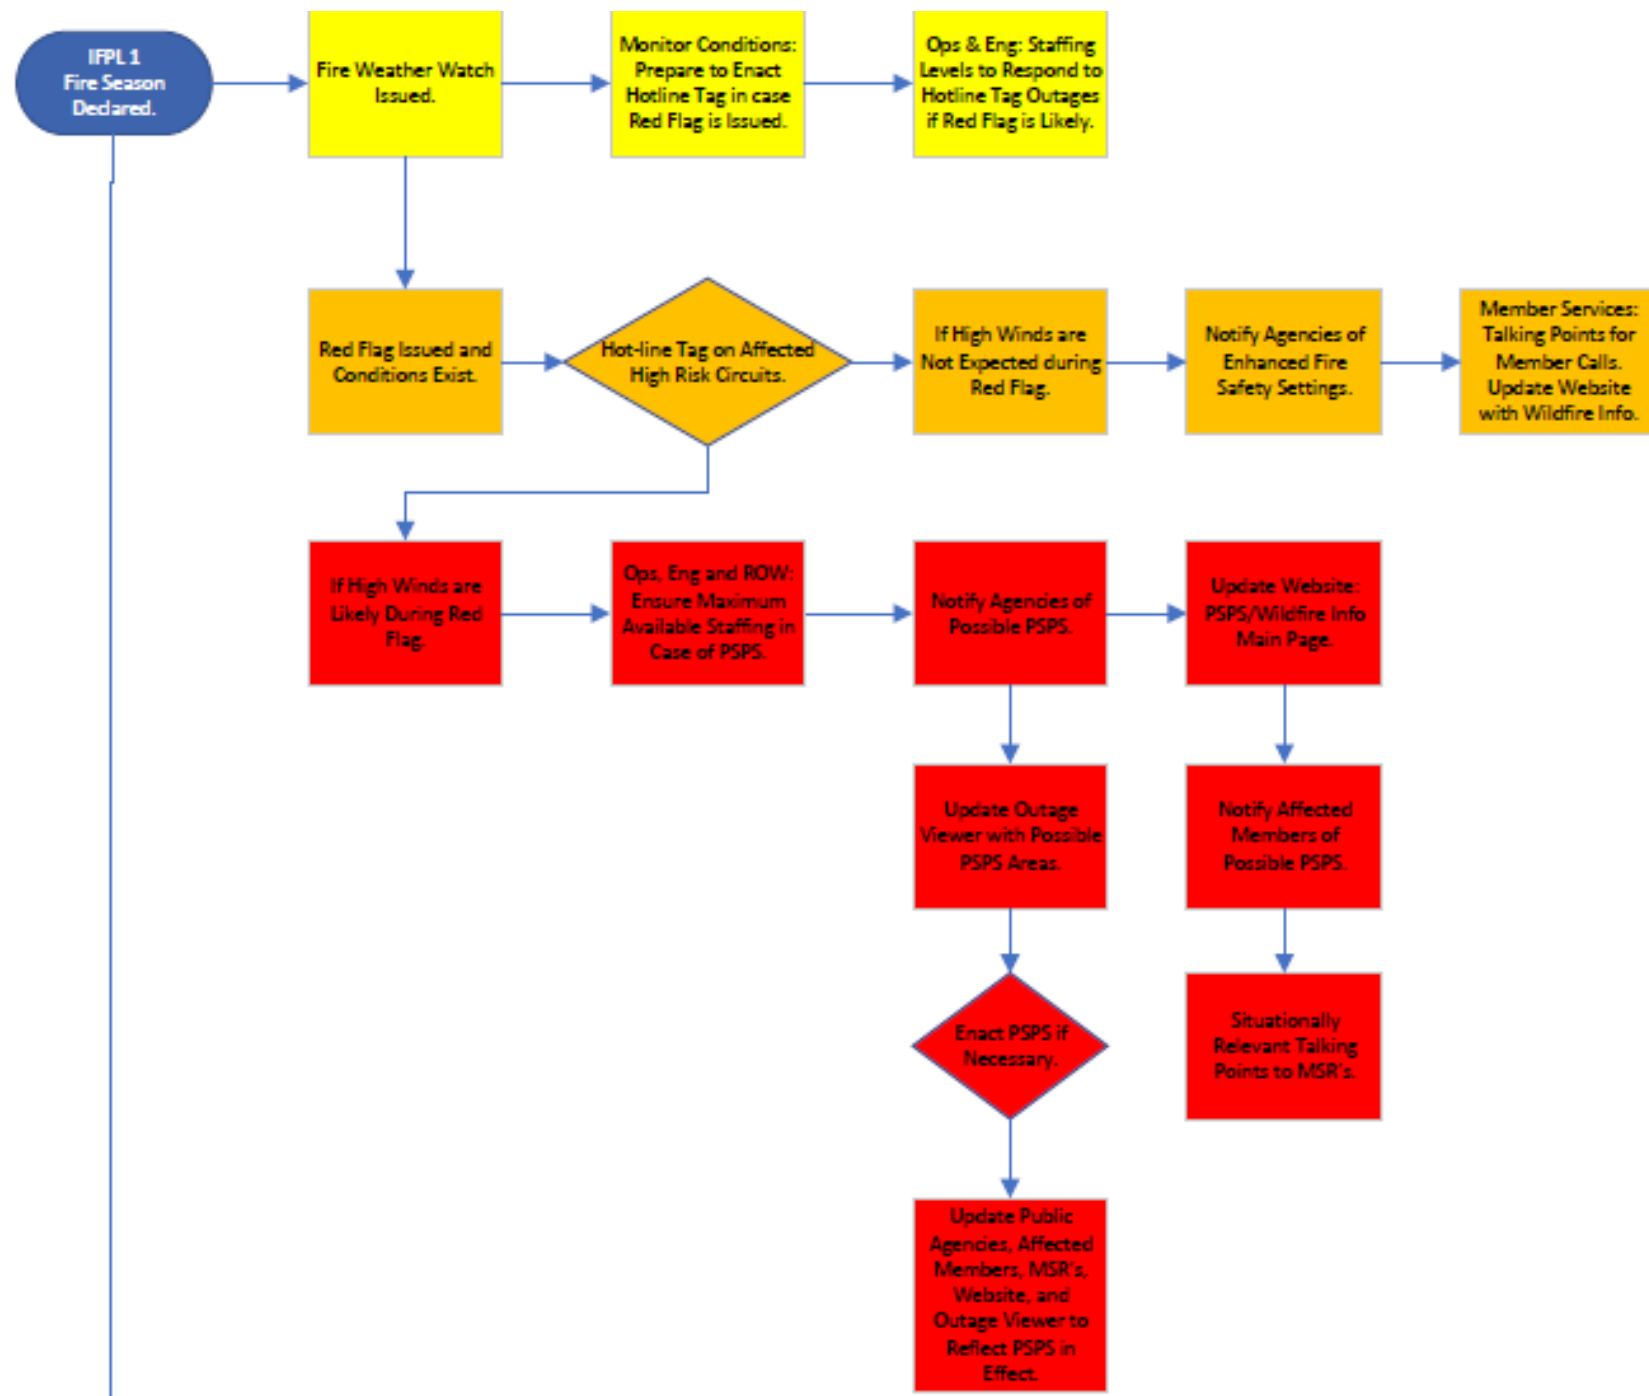 IFPL 1
Fire Season
Declared.
Fire Weather Watch
Issued.
Monitor Conditions:
Prepare to Enact
Hotline Tag in case
Red Flag is Issued.
Ops & Eng: Staffing
Levels to Respond to
Hotline Tag Outages
if Red Flag is Likely.
Red Flag Issued and
Conditions Exist.
Hot-line Tag on Affected
High Risk Circuits.
If High Winds are
Not Expected during
Red Flag.
Notify Agencies of
Enhanced Fire
Safety Settings.
Member Services:
Talking Points for
Member Calls.
Update Website
with Wildfire Info.
If High Winds are
Likely During Red
Flag.
Ops, Eng and ROW:
Ensure Maximum
Available Staffing in
Case of PSPS.
Notify Agencies of
Possible PSPS.
Update Website:
PSPS/Wildfire Info
Main Page.
Update Outage
Viewer with Possible
PSPS Areas.
Notify Affected
Members of
Possible PSPS.
Enact PSPS if
Necessary.
Situationally
Relevant Talking
Points to MSR's.
Update Public
Agencies, Affected
Members, MSR's,
Website, and
Outage Viewer to
Reflect PSPS in
Effect.